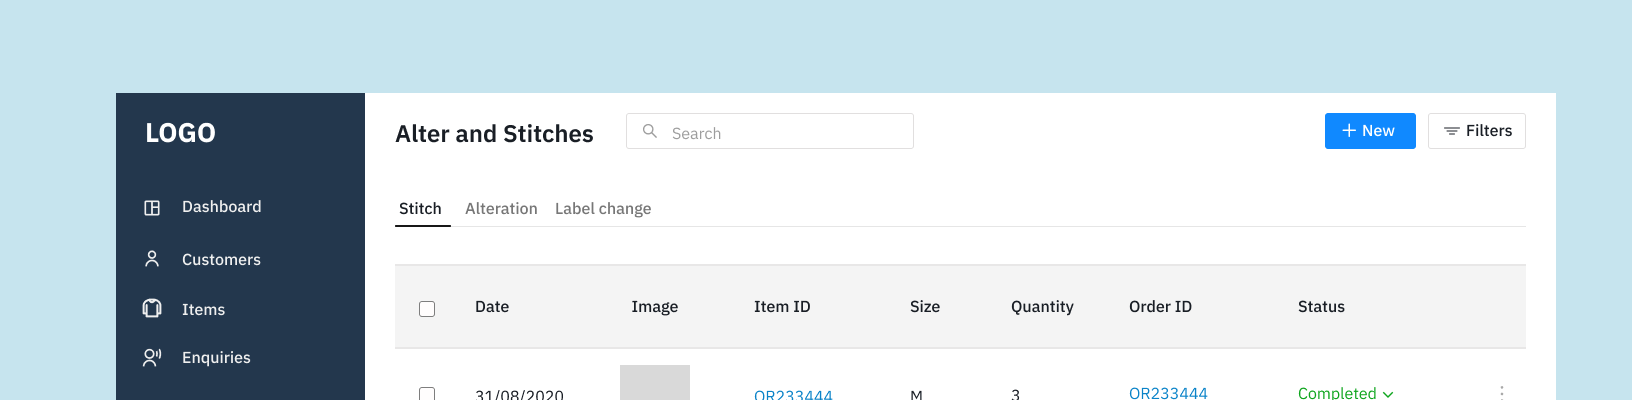 LOGO
Dashboard
Customers
Items
Enquiries
Alter and Stitches
Search
New
Filters
Stitch Alteration Label change
Date Image Item ID Size Quantity Order ID Status
31/08/2020 OR233444 M 3 OR233444 Completed